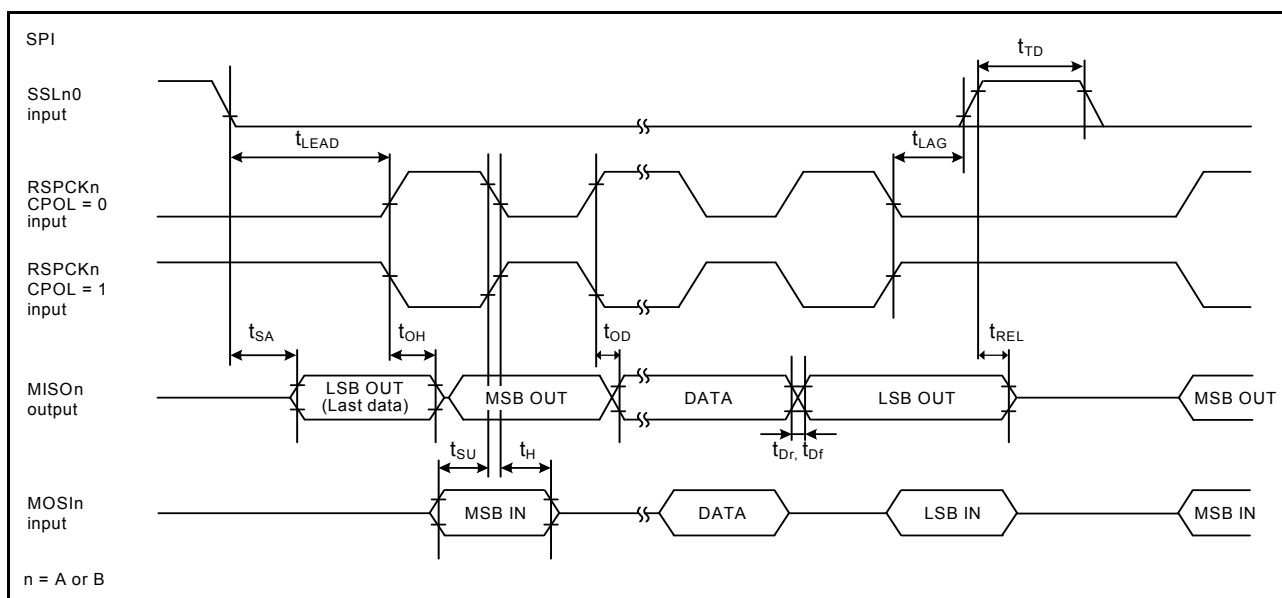 SPI
tTD
SSLn0
input
tLEAD
tLAG
RSPCKn
CPOL = 0
input
RSPCKn
CPOL = 1
input
tSA
tOH
tOD
tREL
MISOn
output
LSB OUT
(Last data)
MSB OUT
DATA
LSB OUT
MSB OUT
tSU
tH
tDr, tDf
MOSIn
input
MSB IN
DATA
LSB IN
MSB IN
n = A or B